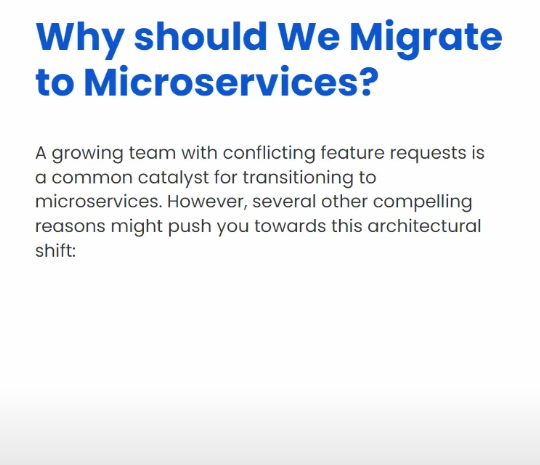 Why should We Migrate
to Microservices?
A growing team with conflicting feature requests is
a common catalyst for transitioning to
microservices. However, several other compelling
reasons might push you towards this architectural
shift: